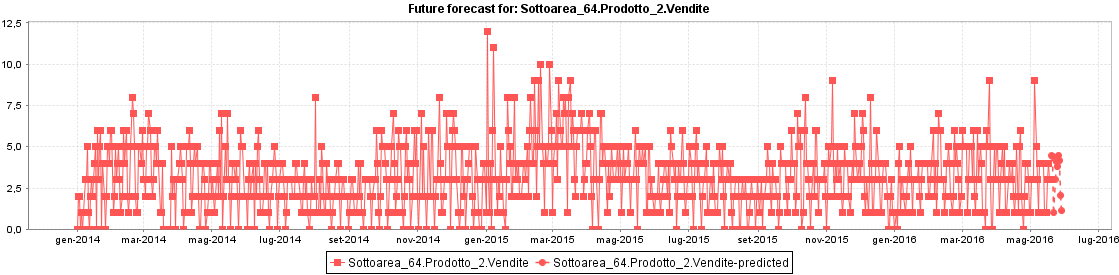 Future forecast for: Sottoarea_64.Prodotto_2.Vendite
12,5
10,0
7,5
5,0
2,5
0,0
gen-2014 mar-2014 mag-2014 lug-2014 set-2014 nov-2014 gen-2015 mar-2015 mag-2015 lug-2015 set-2015 nov-2015 gen-2016 mar-2016 mag-2016 lug-2016
Sottoarea_64.Prodotto_2.Vendite Sottoarea_64.Prodotto_2.Vendite-predicted